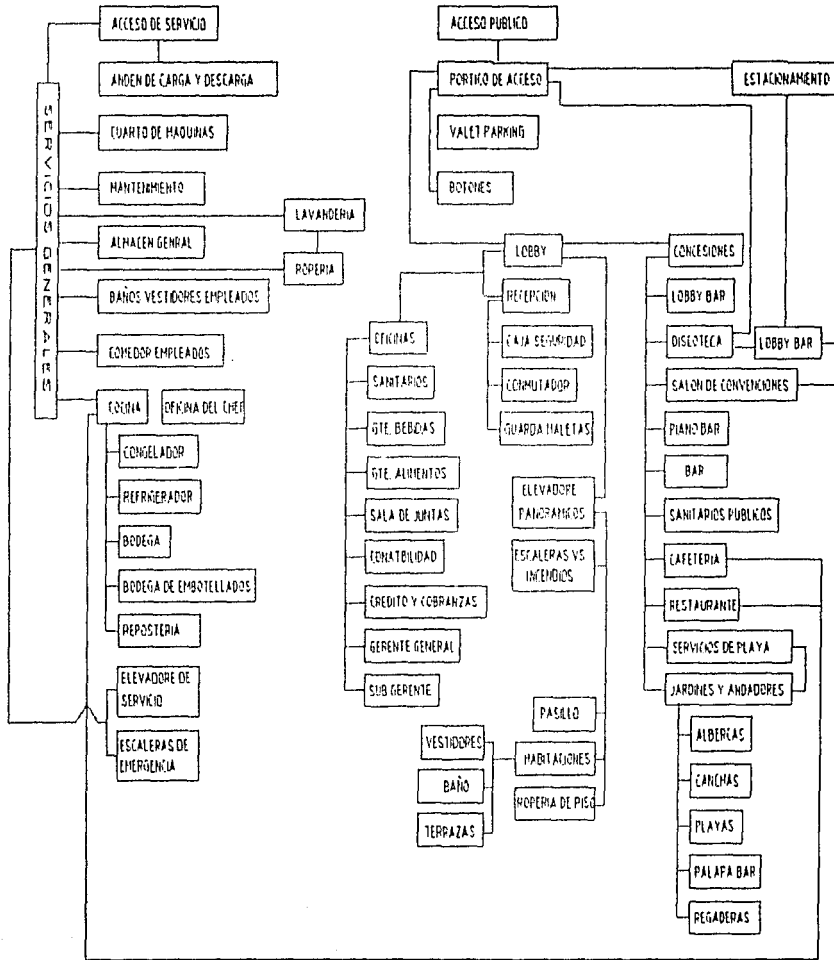 ACCESO DE SERVICIO
ANDEN DE CARGA Y DESCARGA
SERVICIOS GENERALES
CUARTO DE MAQUINAS
MANTENIMIENTO
LAVANDERIA
ALMACEN GENRAL
ROPERIA
BAÑOS VESTIDORES EMPLEADOS
COMEDOR EMPLEADOS
COCINA
OFICINA DEL CHEF
CONGELADOR
REFRIGERADOR
BODEGA
BODEGA DE EMBOTELLADOS
REPOSTERIA
ELEVADORE DE
SERVICIO
ESCALERAS DE
EMERGENCIA
ACCESO PUBLICO
PORTICO DE ACCESO
ESTACIONAMIENTO
VALET PARKING
BOTONES
LOBBY
RECEPCION
CAJA SEGURIDAD
CONMUTADOR
GUARDA MALETAS
OFICINAS
SANITARIOS
GTE. BEBIDAS
GTE. ALIMENTOS
SALA DE JUNTAS
CONATBILIDAD
CREDITO Y COBRANZAS
GERENTE GENERAL
SUB GERENTE
ELEVADORE
PANORAMICOS
ESCALERAS VS.
INCENDIOS
PASILLO
HABITACIONES
ROPERIA DE PISO
VESTIDORES
BAÑO
TERRAZAS
CONCESIONES
LOBBY BAR
DISCOTECA
LOBBY BAR
SALON DE CONVENCIONES
PIANO BAR
BAR
SANITARIOS PUBLICOS
CAFETERIA
RESTAURANTE
SERVICIOS DE PLAYA
JARDINES Y ANDADORES
ALBERCAS
CANCHAS
PLAYAS
PALAPA BAR
REGADERAS